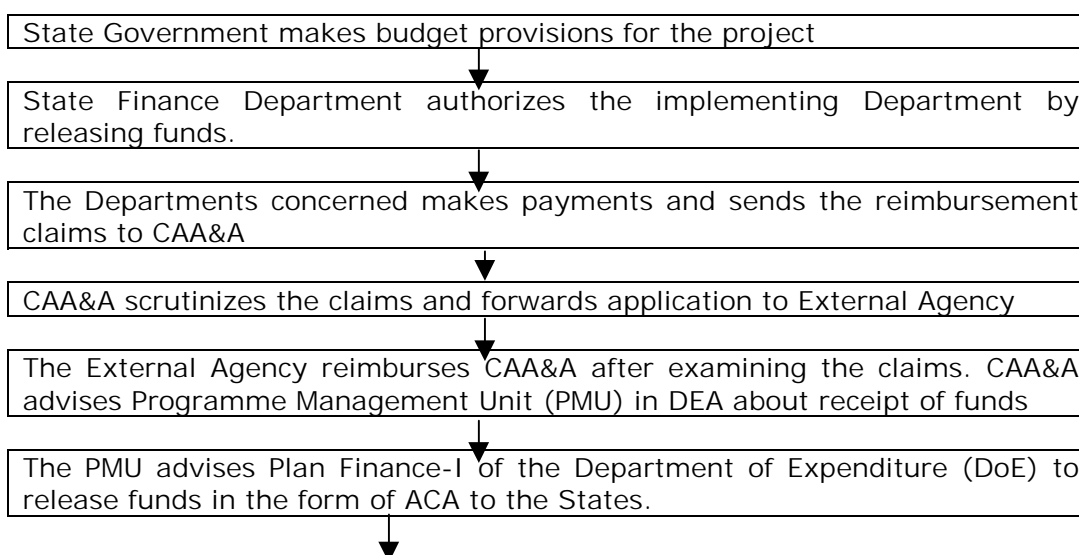 State Government makes budget provisions for the project
State Finance Department authorizes the implementing Department by
releasing funds.
The Departments concerned makes payments and sends the reimbursement
claims to CAA&A
CAA&A scrutinizes the claims and forwards application to External Agency
The External Agency reimburses CAA&A after examining the claims. CAA&A
advises Programme Management Unit (PMU) in DEA about receipt of funds
The PMU advises Plan Finance-I of the Department of Expenditure (DoE) to
release funds in the form of ACA to the States.